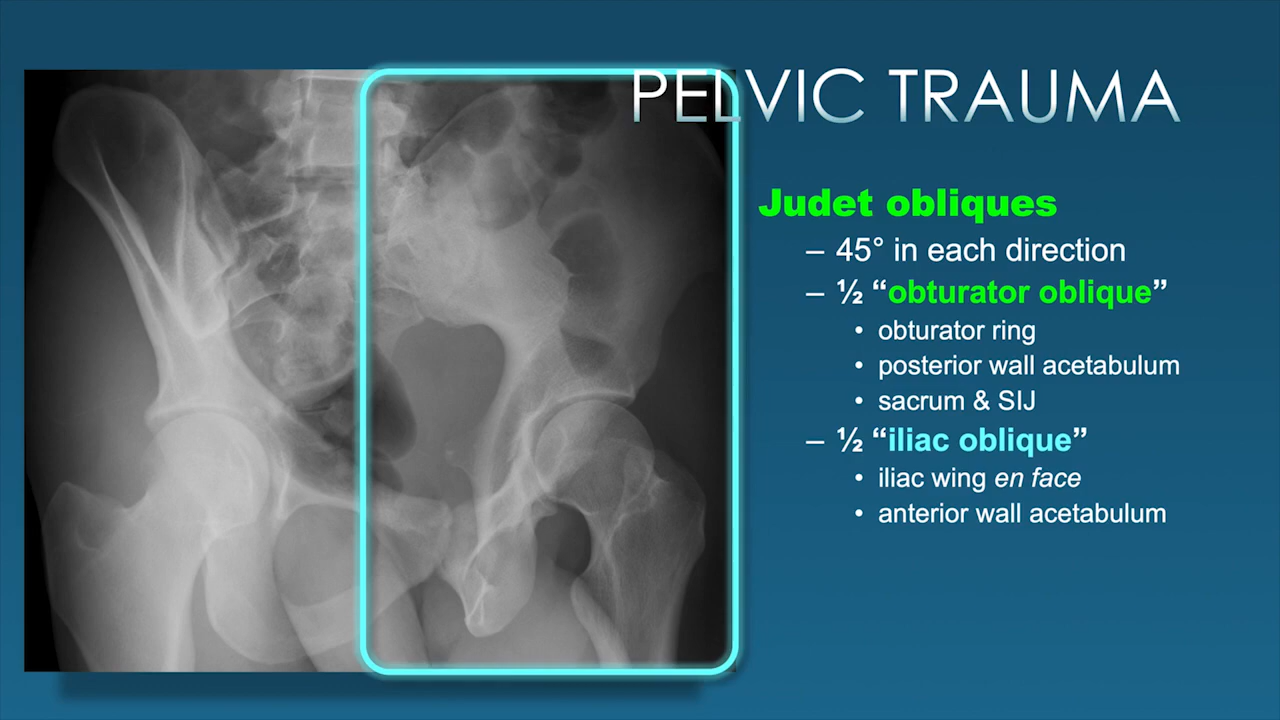 PELVIC TRAUMA
Judet obliques
– 45° in each direction
– ½ “obturator oblique”
• obturator ring
• posterior wall acetabulum
• sacrum & SIJ
– ½ “iliac oblique”
• iliac wing en face
• anterior wall acetabulum